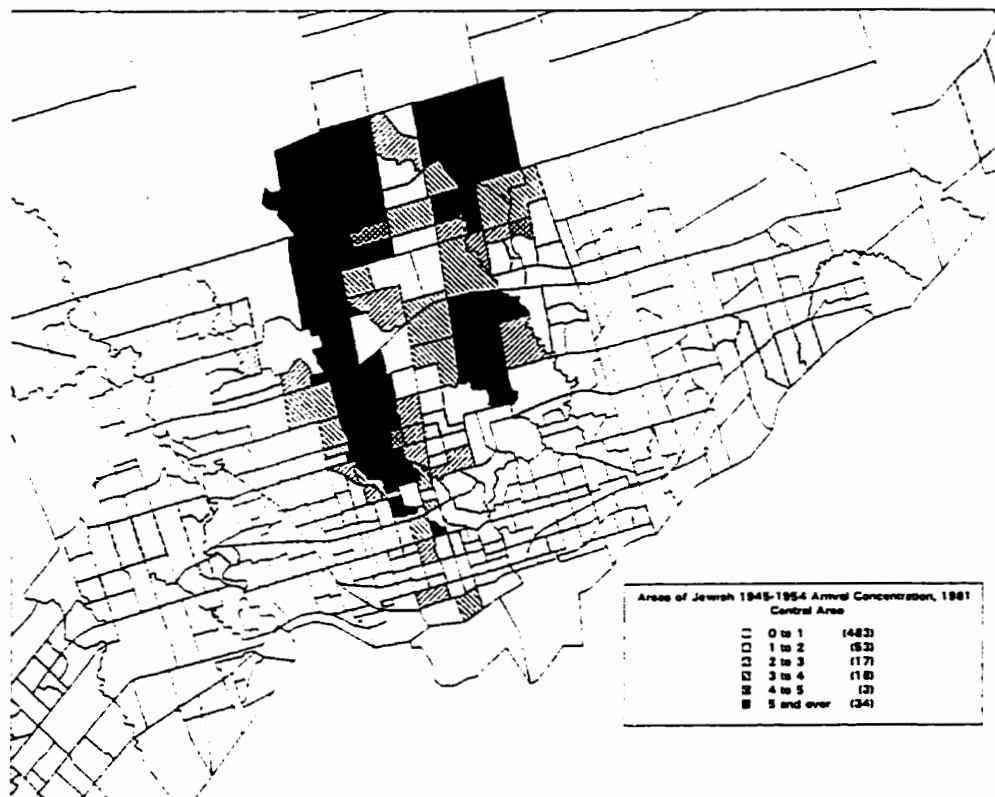 Areas of Jewish 1945-1954 Arrival Concentration, 1981
Central Area
0 to 1 (483)
1 to 2 (53)
2 to 3 (17)
3 to 4 (18)
4 to 5 (3)
5 and over (34)